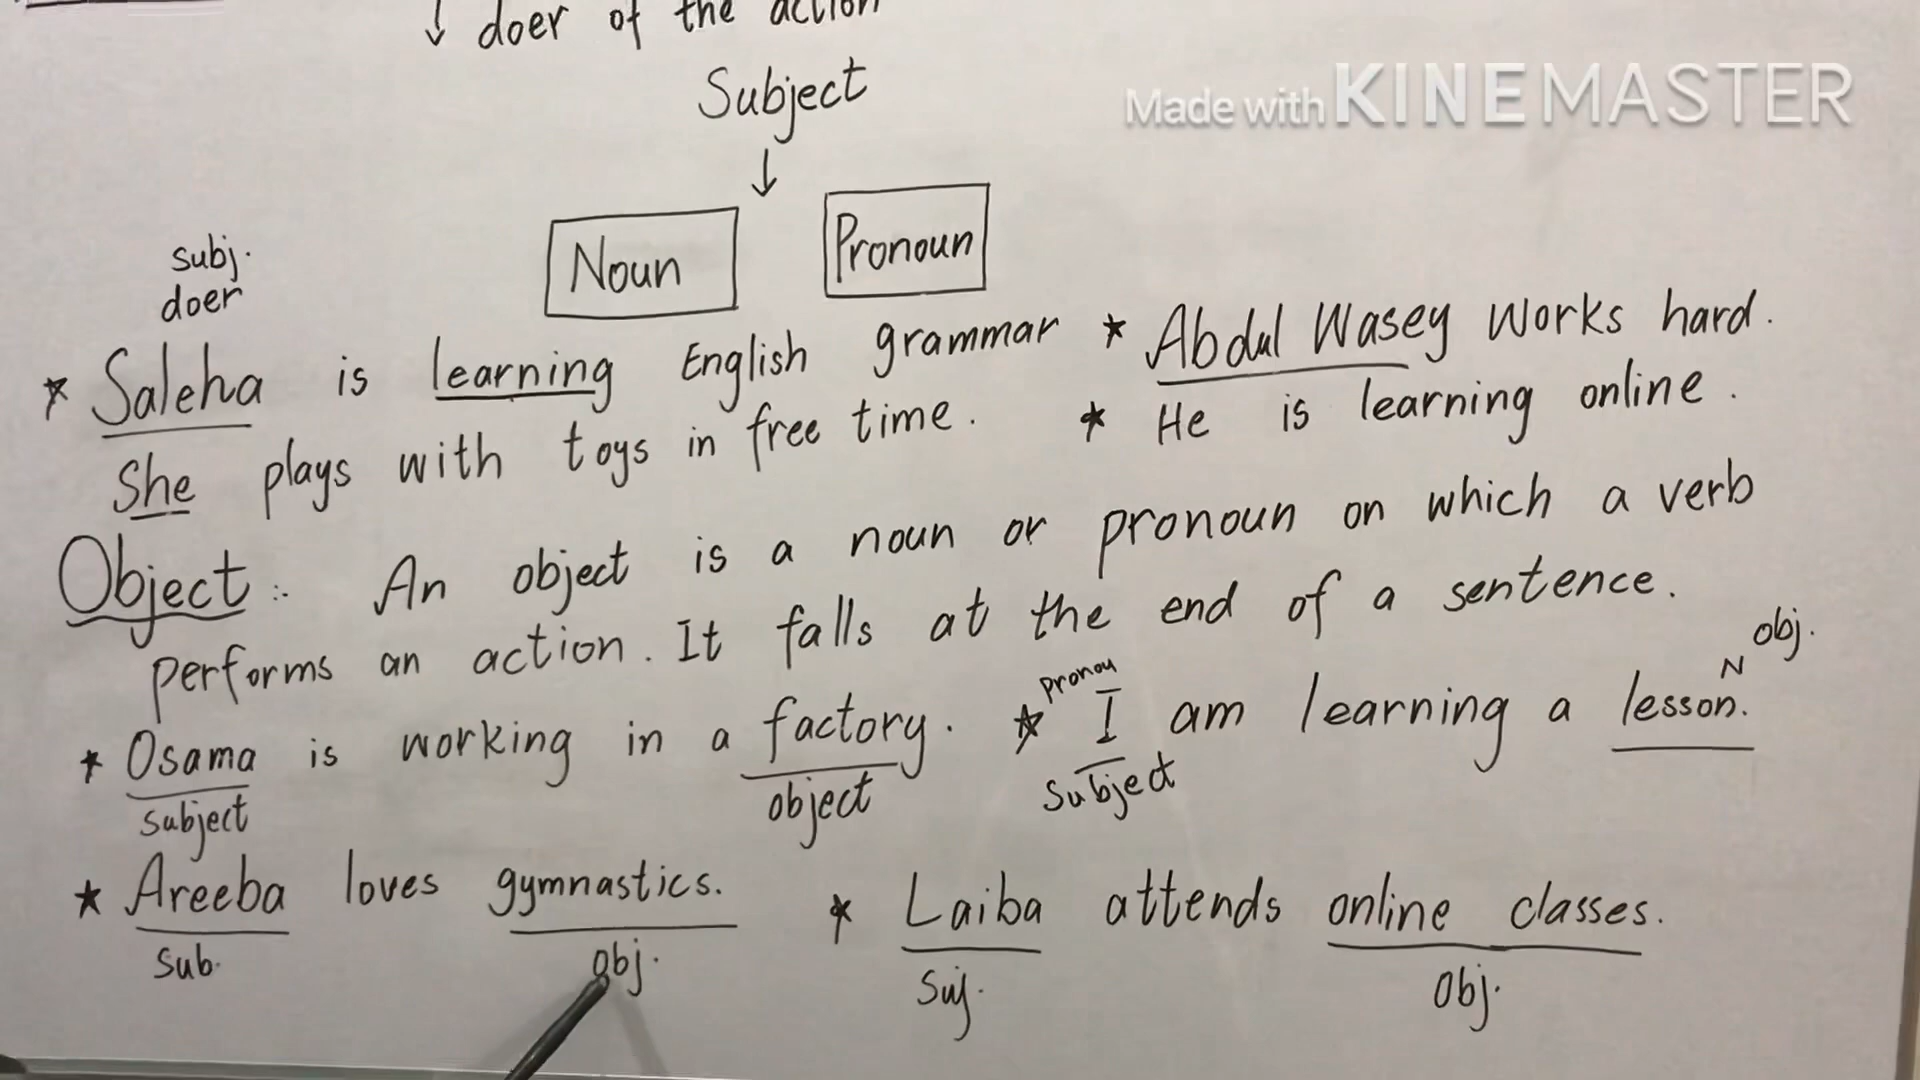 ↓ doer of the action
Subject
Made with KINEMASTER
↓
Noun
Pronoun
subj.
doer
* Saleha is learning English grammar
* Abdul Wasey works hard.
She plays with toys in free time.
* He is learning online.
Object :- An object is a noun or pronoun on which a verb
performs an action. It falls at the end of a sentence.
* Osama is working in a factory.
subject
object
pronou
N obj.
* I am learning a lesson.
Subject
* Areeba loves gymnastics.
Sub.
obj.
* Laiba attends online classes.
Suj.
Obj.